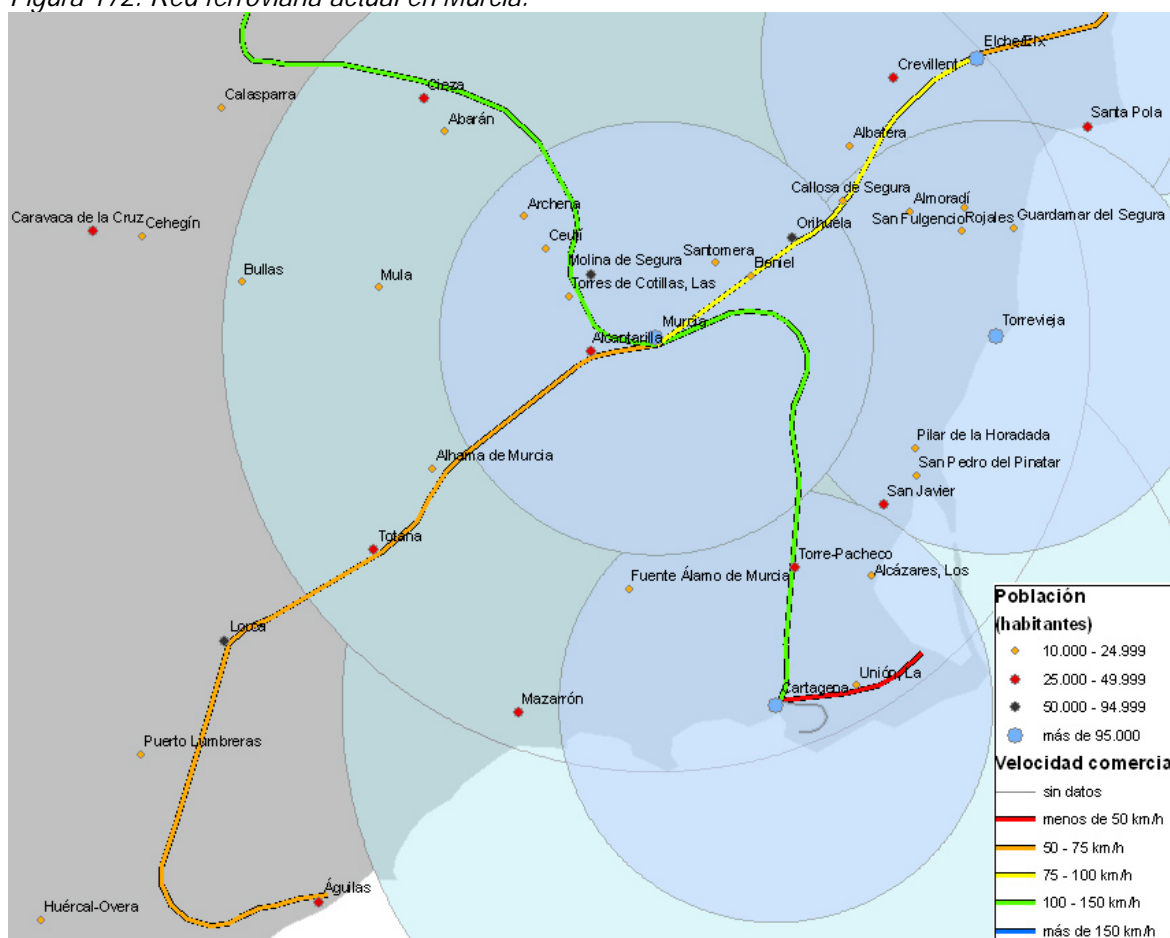 Figura 172. Red ferroviaria actual en Murcia.
Elche/Elx
Crevillent
Cieza
Calasparra
Santa Pola
Abarán
Albatera
Callosa de Segura
Caravaca de la Cruz
Cehegín
Archena
Almoradí
San Fulgencio
Rojales
Guardamar del Segura
Orihuela
Ceutí
Santomera
Molina de Segura
Beniel
Bullas
Mula
Torres de Cotillas, Las
Murcia
Torrevieja
Alcantarilla
Pilar de la Horadada
Alhama de Murcia
San Pedro del Pinatar
San Javier
Totana
Torre-Pacheco
Fuente Álamo de Murcia
Alcázares, Los
Lorca
Unión, La
Cartagena
Mazarrón
Puerto Lumbreras
Águilas
Huércal-Overa
Población
(habitantes)
10.000 - 24.999
25.000 - 49.999
50.000 - 94.999
más de 95.000
Velocidad comercia
sin datos
menos de 50 km/h
50 - 75 km/h
75 - 100 km/h
100 - 150 km/h
más de 150 km/h